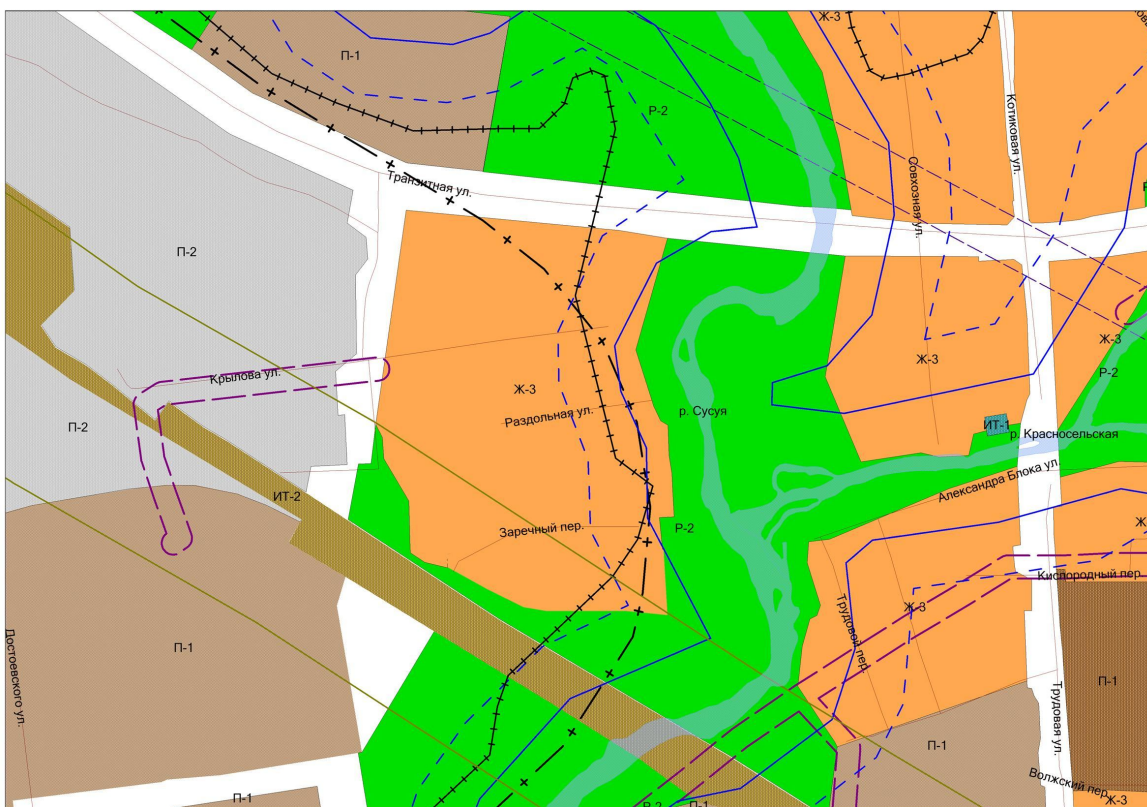 Ж-3
П-1
Р-2
Котиковая ул.
Совхозная ул.
Транзитная ул.
П-2
Ж-3
Ж-3
Р-2
Крылова ул.
Ж-3
Раздольная ул.
р. Сусуя
П-2
ИТ-1
р. Красносельская
Александра Блока ул.
ИТ-2
Заречный пер.
Р-2
Кислородный пер.
Ж-3
Трудовой пер.
Достоевского ул.
П-1
П-1
Трудовая ул.
П-1
Волжский пер.
П-1
Р-2
П-1
Ж-3